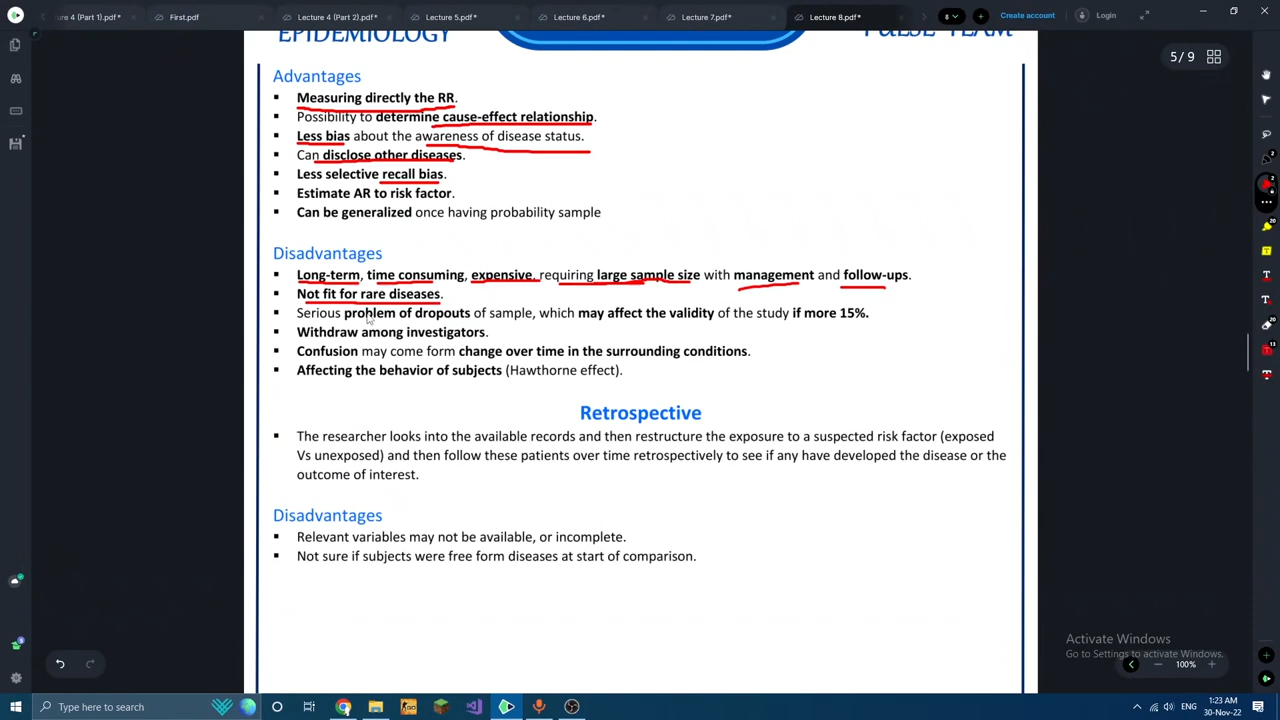 ure 4 (Part 1).pdf*
First.pdf
Lecture 4 (Part 2).pdf*
Lecture 5.pdf*
Lecture 6.pdf*
Lecture 7.pdf*
Lecture 8.pdf*
8
Create account
Login
EPIDEMIOLOGY
PULSE TEAM
5 / 9
Advantages
▪ Measuring directly the RR.
▪ Possibility to determine cause-effect relationship.
▪ Less bias about the awareness of disease status.
▪ Can disclose other diseases.
▪ Less selective recall bias.
▪ Estimate AR to risk factor.
▪ Can be generalized once having probability sample
Disadvantages
▪ Long-term, time consuming, expensive, requiring large sample size with management and follow-ups.
▪ Not fit for rare diseases.
▪ Serious problem of dropouts of sample, which may affect the validity of the study if more 15%.
▪ Withdraw among investigators.
▪ Confusion may come form change over time in the surrounding conditions.
▪ Affecting the behavior of subjects (Hawthorne effect).
Retrospective
▪ The researcher looks into the available records and then restructure the exposure to a suspected risk factor (exposed
Vs unexposed) and then follow these patients over time retrospectively to see if any have developed the disease or the
outcome of interest.
Disadvantages
▪ Relevant variables may not be available, or incomplete.
▪ Not sure if subjects were free form diseases at start of comparison.
Activate Windows
Go to Settings to activate Windows.
100%
Type here to search
ENG
1:23 AM
30-Nov-22